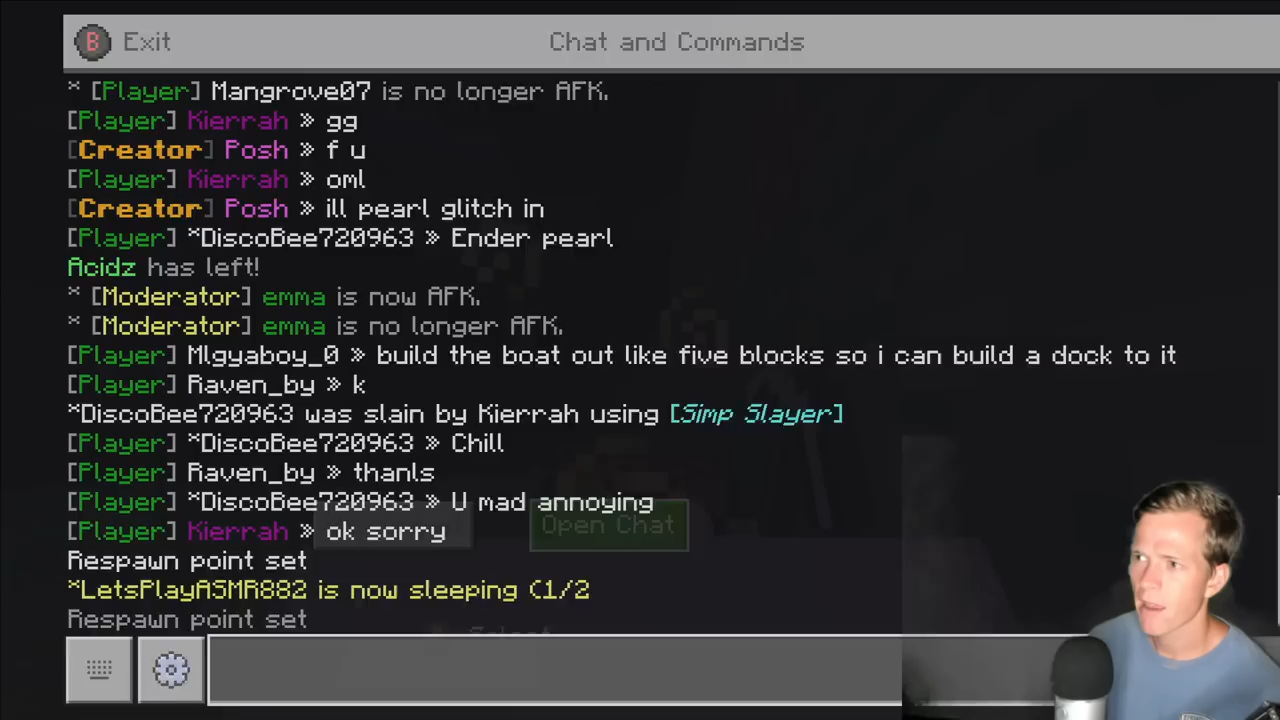 B Exit
Chat and Commands
* [Player] Mangrove07 is no longer AFK.
[Player] Kierrah » gg
[Creator] Posh » f u
[Player] Kierrah » oml
[Creator] Posh » ill pearl glitch in
[Player] *DiscoBee720963 » Ender pearl
Acidz has left!
* [Moderator] emma is now AFK.
* [Moderator] emma is no longer AFK.
[Player] Mlgyaboy_0 » build the boat out like five blocks so i can build a dock to it
[Player] Raven_by » k
*DiscoBee720963 was slain by Kierrah using [Simp Slayer]
[Player] *DiscoBee720963 » Chill
[Player] Raven_by » thanls
[Player] *DiscoBee720963 » U mad annoying
Open Chat
[Player] Kierrah » ok sorry
Respawn point set
*LetsPlayASMR882 is now sleeping (1/2
Respawn point set
Select